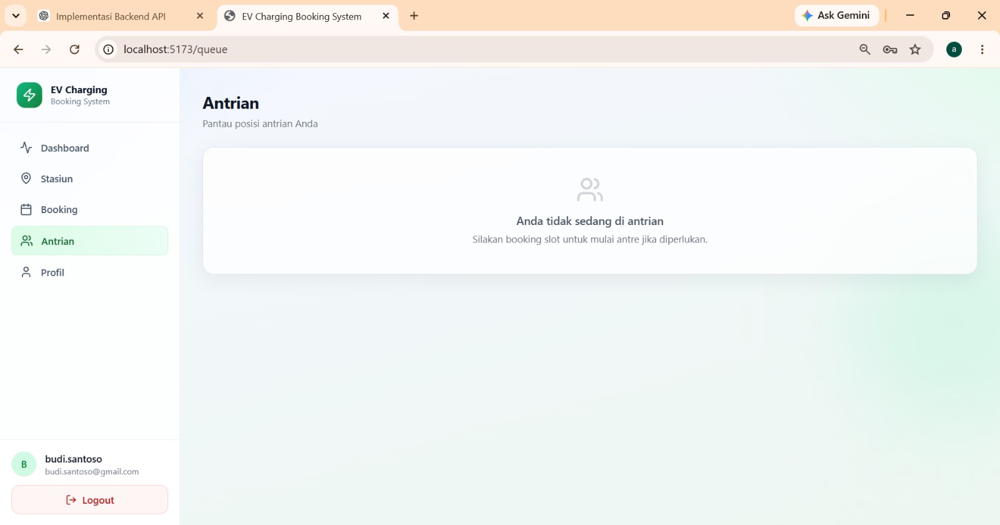 Implementasi Backend API
EV Charging Booking System
Ask Gemini
localhost:5173/queue
a
EV Charging
Booking System
Dashboard
Stasiun
Booking
Antrian
Profil
B
budi.santoso
budi.santoso@gmail.com
Logout
Antrian
Pantau posisi antrian Anda
Anda tidak sedang di antrian
Silakan booking slot untuk mulai antre jika diperlukan.